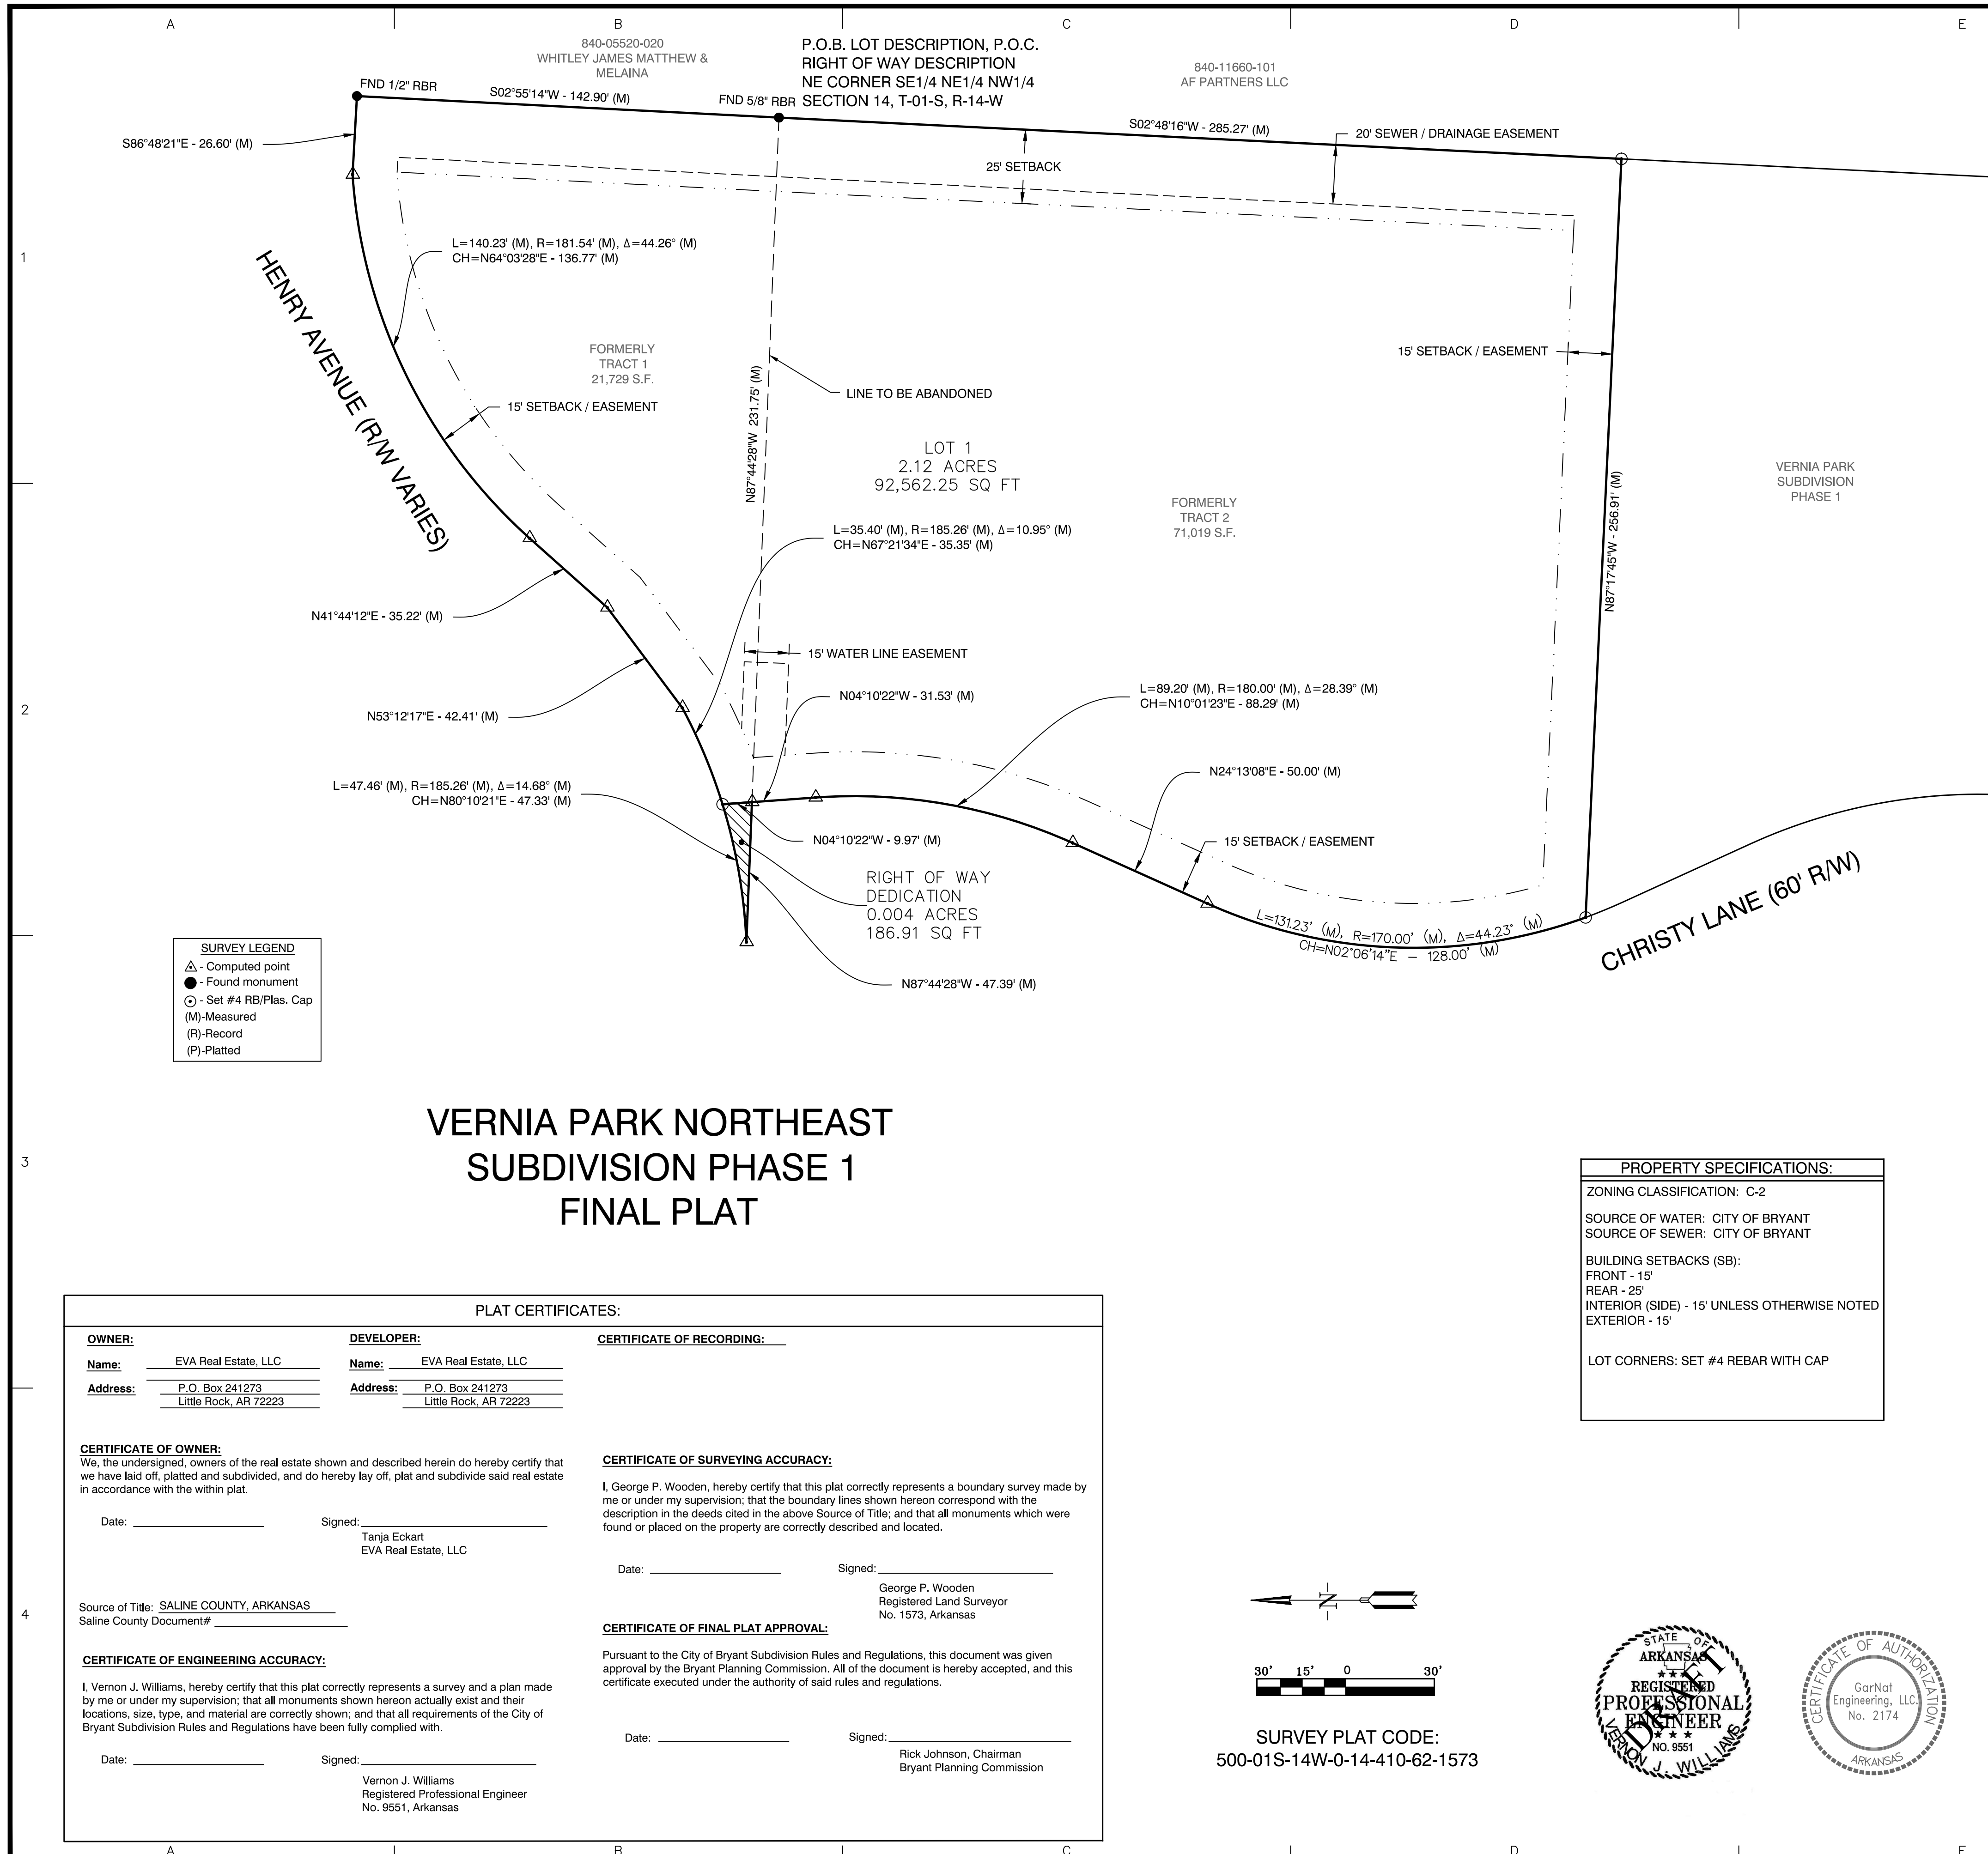 A
B
C
D
E
840-05520-020
WHITLEY JAMES MATTHEW &
MELAINA
P.O.B. LOT DESCRIPTION, P.O.C.
RIGHT OF WAY DESCRIPTION
NE CORNER SE1/4 NE1/4 NW1/4
SECTION 14, T-01-S, R-14-W
840-11660-101
AF PARTNERS LLC
FND 1/2" RBR
S02°55'14"W - 142.90' (M)
FND 5/8" RBR
S02°48'16"W - 285.27' (M)
20' SEWER / DRAINAGE EASEMENT
S86°48'21"E - 26.60' (M)
25' SETBACK
1
L=140.23' (M), R=181.54' (M), Δ=44.26° (M)
CH=N64°03'28"E - 136.77' (M)
HENRY AVENUE (R/W VARIES)
FORMERLY
TRACT 1
21,729 S.F.
15' SETBACK / EASEMENT
N87°44'28"W 231.75' (M)
LINE TO BE ABANDONED
15' SETBACK / EASEMENT
LOT 1
2.12 ACRES
92,562.25 SQ FT
FORMERLY
TRACT 2
71,019 S.F.
N87°17'45"W - 256.91' (M)
VERNIA PARK
SUBDIVISION
PHASE 1
L=35.40' (M), R=185.26' (M), Δ=10.95° (M)
CH=N67°21'34"E - 35.35' (M)
N41°44'12"E - 35.22' (M)
15' WATER LINE EASEMENT
2
N53°12'17"E - 42.41' (M)
N04°10'22"W - 31.53' (M)
L=89.20' (M), R=180.00' (M), Δ=28.39° (M)
CH=N10°01'23"E - 88.29' (M)
L=47.46' (M), R=185.26' (M), Δ=14.68° (M)
CH=N80°10'21"E - 47.33' (M)
N24°13'08"E - 50.00' (M)
N04°10'22"W - 9.97' (M)
15' SETBACK / EASEMENT
RIGHT OF WAY
DEDICATION
0.004 ACRES
186.91 SQ FT
L=131.23' (M), R=170.00' (M), Δ=44.23° (M)
CH=N02°06'14"E - 128.00' (M)
CHRISTY LANE (60' R/W)
N87°44'28"W - 47.39' (M)
SURVEY LEGEND
- Computed point
- Found monument
- Set #4 RB/Plas. Cap
(M)-Measured
(R)-Record
(P)-Platted
VERNIA PARK NORTHEAST
SUBDIVISION PHASE 1
FINAL PLAT
3
PROPERTY SPECIFICATIONS:
ZONING CLASSIFICATION: C-2
SOURCE OF WATER: CITY OF BRYANT
SOURCE OF SEWER: CITY OF BRYANT
BUILDING SETBACKS (SB):
FRONT - 15'
REAR - 25'
INTERIOR (SIDE) - 15' UNLESS OTHERWISE NOTED
EXTERIOR - 15'
LOT CORNERS: SET #4 REBAR WITH CAP
PLAT CERTIFICATES:
OWNER:
Name: EVA Real Estate, LLC
Address: P.O. Box 241273
Little Rock, AR 72223
DEVELOPER:
Name: EVA Real Estate, LLC
Address: P.O. Box 241273
Little Rock, AR 72223
CERTIFICATE OF RECORDING:
CERTIFICATE OF OWNER:
We, the undersigned, owners of the real estate shown and described herein do hereby certify that
we have laid off, platted and subdivided, and do hereby lay off, plat and subdivide said real estate
in accordance with the within plat.
Date:
Signed:
Tanja Eckart
EVA Real Estate, LLC
Source of Title: SALINE COUNTY, ARKANSAS
Saline County Document#
CERTIFICATE OF ENGINEERING ACCURACY:
I, Vernon J. Williams, hereby certify that this plat correctly represents a survey and a plan made
by me or under my supervision; that all monuments shown hereon actually exist and their
locations, size, type, and material are correctly shown; and that all requirements of the City of
Bryant Subdivision Rules and Regulations have been fully complied with.
Date:
Signed:
Vernon J. Williams
Registered Professional Engineer
No. 9551, Arkansas
CERTIFICATE OF SURVEYING ACCURACY:
I, George P. Wooden, hereby certify that this plat correctly represents a boundary survey made by
me or under my supervision; that the boundary lines shown hereon correspond with the
description in the deeds cited in the above Source of Title; and that all monuments which were
found or placed on the property are correctly described and located.
Date:
Signed:
George P. Wooden
Registered Land Surveyor
No. 1573, Arkansas
CERTIFICATE OF FINAL PLAT APPROVAL:
Pursuant to the City of Bryant Subdivision Rules and Regulations, this document was given
approval by the Bryant Planning Commission. All of the document is hereby accepted, and this
certificate executed under the authority of said rules and regulations.
Date:
Signed:
Rick Johnson, Chairman
Bryant Planning Commission
4
N
30' 15' 0 30'
SURVEY PLAT CODE:
500-01S-14W-0-14-410-62-1573
STATE OF
ARKANSAS
REGISTERED
PROFESSIONAL
ENGINEER
NO. 9551
VERNON J. WILLIAMS
DRAFT
CERTIFICATE OF AUTHORIZATION
GarNat
Engineering, LLC.
No. 2174
ARKANSAS
A
B
C
D
E